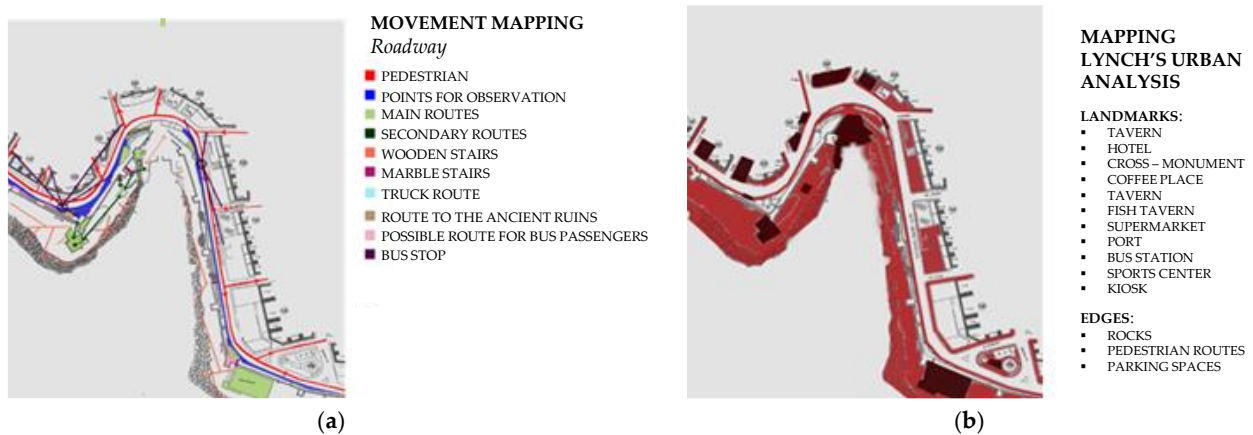 MOVEMENT MAPPING
Roadway
PEDESTRIAN
POINTS FOR OBSERVATION
MAIN ROUTES
SECONDARY ROUTES
WOODEN STAIRS
MARBLE STAIRS
TRUCK ROUTE
ROUTE TO THE ANCIENT RUINS
POSSIBLE ROUTE FOR BUS PASSENGERS
BUS STOP
(a)
MAPPING
LYNCH'S URBAN
ANALYSIS
LANDMARKS:
▪ TAVERN
▪ HOTEL
▪ CROSS – MONUMENT
▪ COFFEE PLACE
▪ TAVERN
▪ FISH TAVERN
▪ SUPERMARKET
▪ PORT
▪ BUS STATION
▪ SPORTS CENTER
▪ KIOSK
EDGES:
▪ ROCKS
▪ PEDESTRIAN ROUTES
▪ PARKING SPACES
(b)